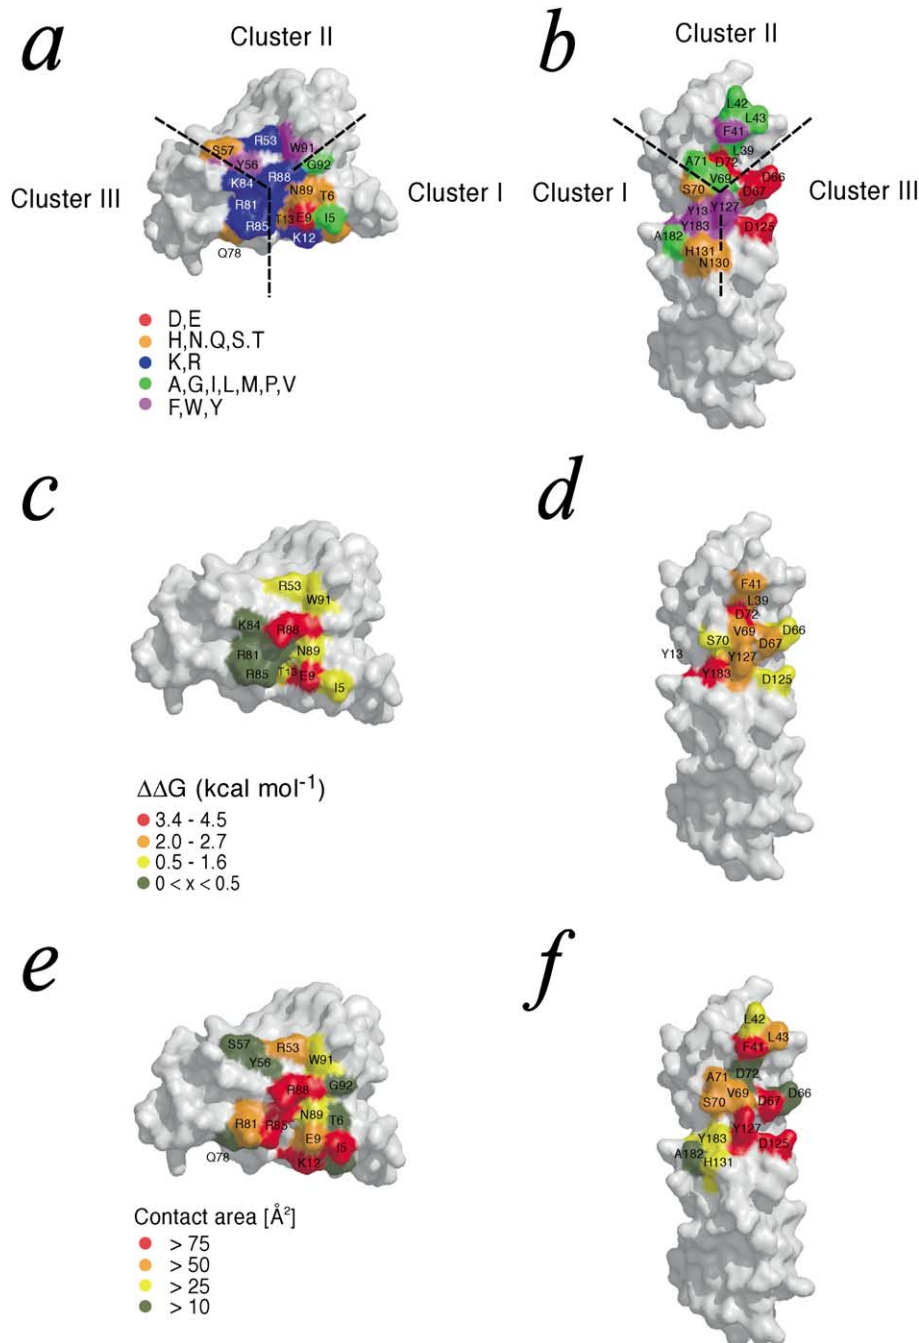 a
b
Cluster II
Cluster II
Cluster III
Cluster I
Cluster I
Cluster III
S57
R53
W91
Y56
G92
R88
K84
N89
T6
R81
T13
E9
I5
R85
K12
Q78
L42
L43
F41
L39
A71
D72
V69
D66
S70
D67
Y13
Y127
Y183
D125
A182
H131
N130
D,E
H,N.Q,S.T
K,R
A,G,I,L,M,P,V
F,W,Y
c
d
R53
W91
K84
R88
R81
N89
T13
E9
R85
I5
F41
L39
D72
V69
D66
S70
D67
Y13
Y127
Y183
D125
ΔΔG (kcal mol⁻¹)
3.4 - 4.5
2.0 - 2.7
0.5 - 1.6
0 < x < 0.5
e
f
S57
R53
Y56
W91
R88
G92
N89
T6
R81
R85
E9
I5
Q78
K12
L42
L43
F41
D72
A71
V69
D66
S70
D67
Y127
Y183
D125
A182
H131
Contact area [Å²]
> 75
> 50
> 25
> 10